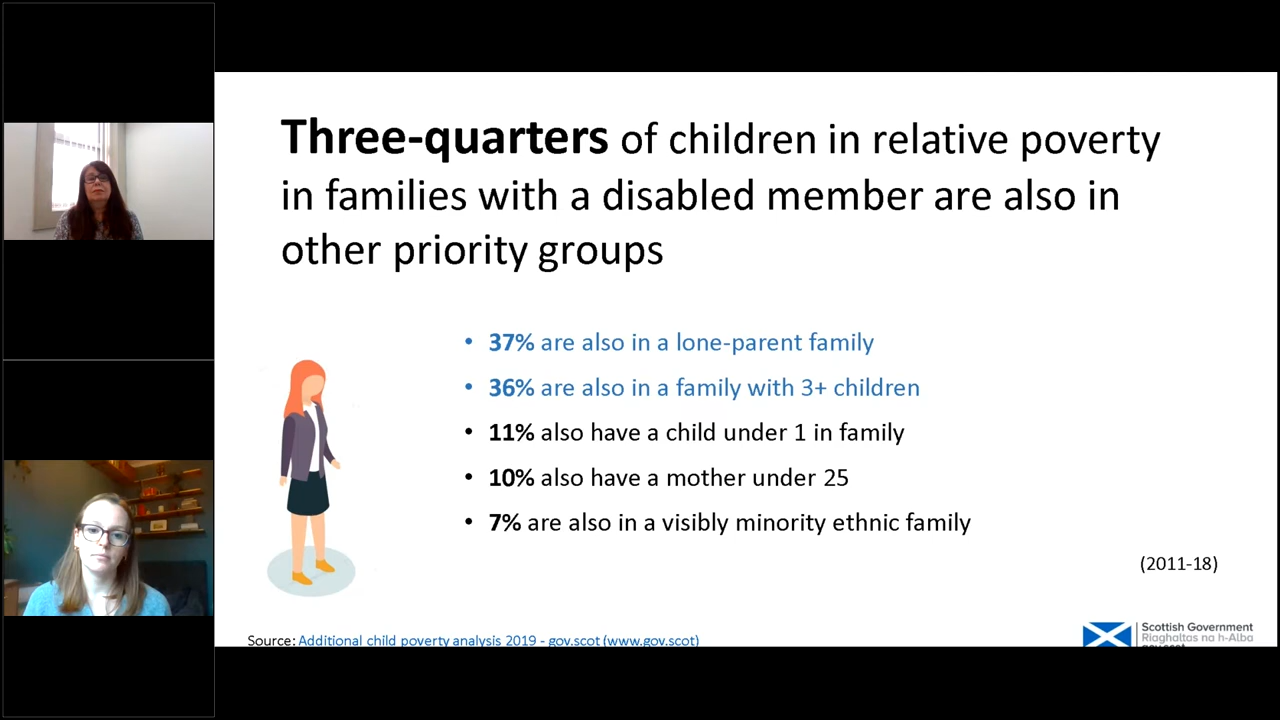 Three-quarters of children in relative poverty
in families with a disabled member are also in
other priority groups
• 37% are also in a lone-parent family
• 36% are also in a family with 3+ children
• 11% also have a child under 1 in family
• 10% also have a mother under 25
• 7% are also in a visibly minority ethnic family
(2011-18)
Source: Additional child poverty analysis 2019 - gov.scot (www.gov.scot)
Scottish Government
Riaghaltas na h-Alba
gov.scot